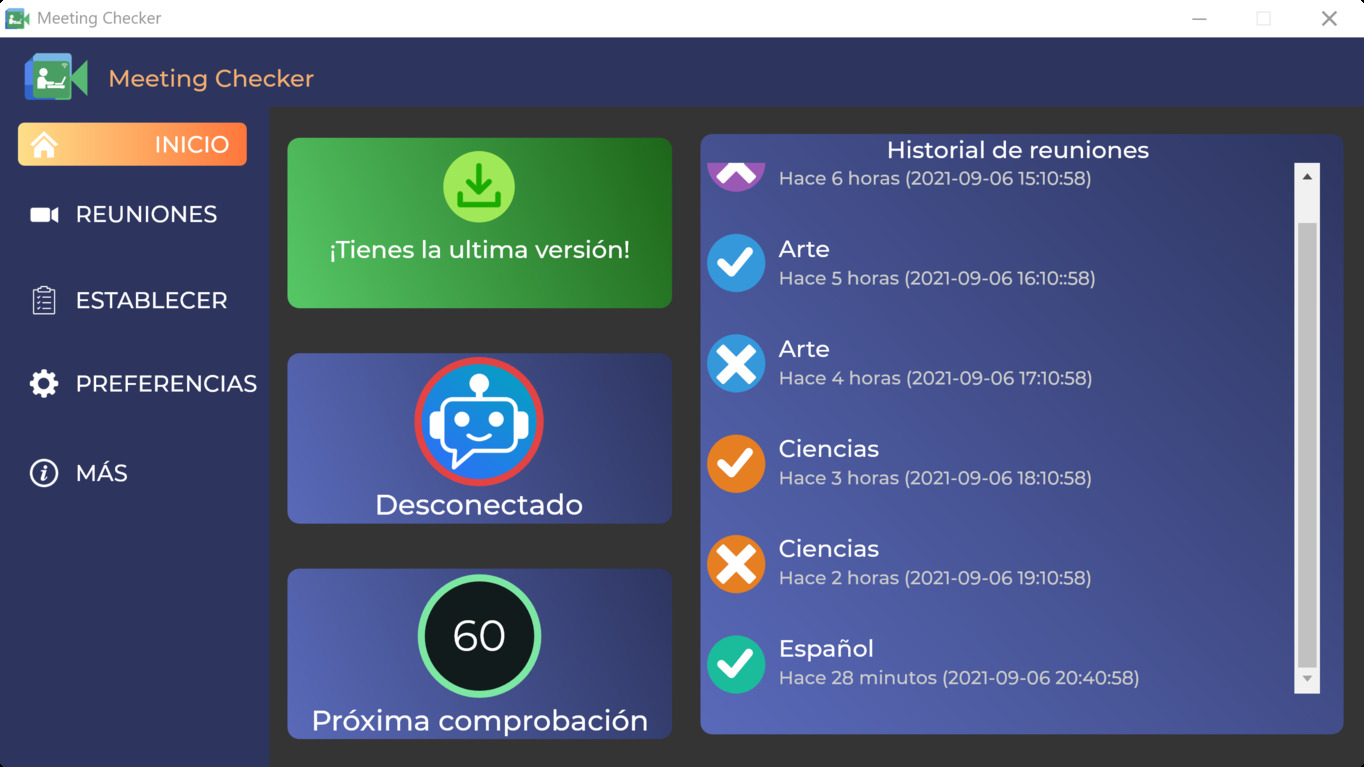 Meeting Checker
Meeting Checker
INICIO
REUNIONES
ESTABLECER
PREFERENCIAS
MÁS
¡Tienes la ultima versión!
Desconectado
60
Próxima comprobación
Historial de reuniones
Hace 6 horas (2021-09-06 15:10:58)
Arte
Hace 5 horas (2021-09-06 16:10::58)
Arte
Hace 4 horas (2021-09-06 17:10:58)
Ciencias
Hace 3 horas (2021-09-06 18:10:58)
Ciencias
Hace 2 horas (2021-09-06 19:10:58)
Español
Hace 28 minutos (2021-09-06 20:40:58)